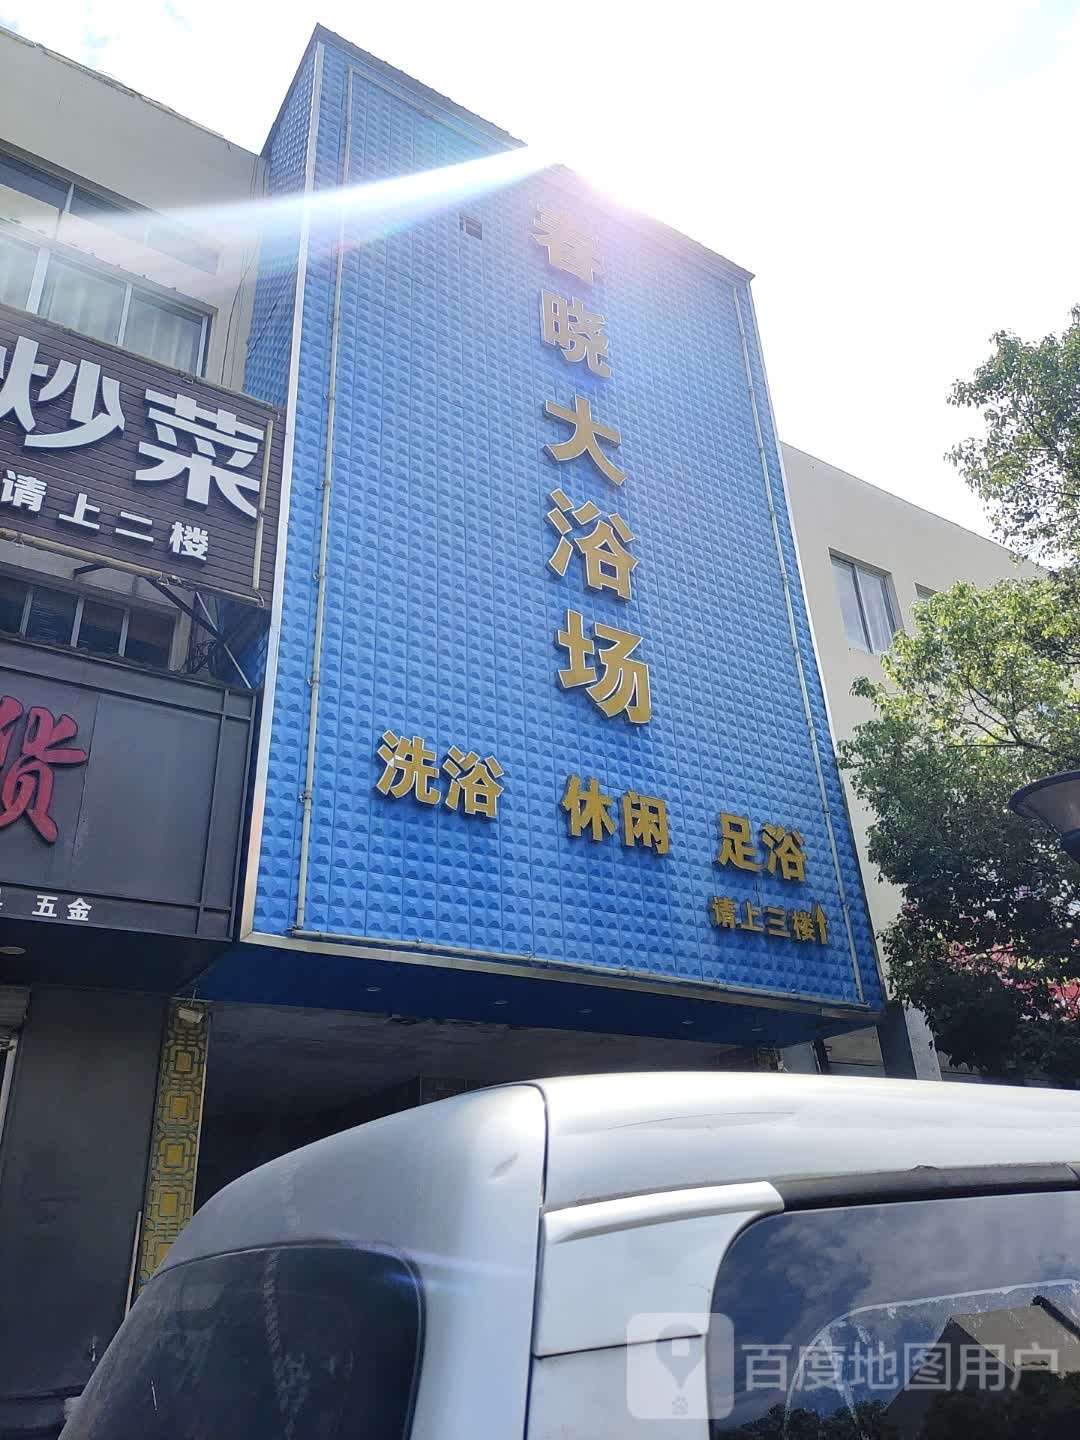 春晓大浴场
洗浴 休闲 足浴
请上三楼↑
炒菜
请上二楼
货
五金
百度地图用户